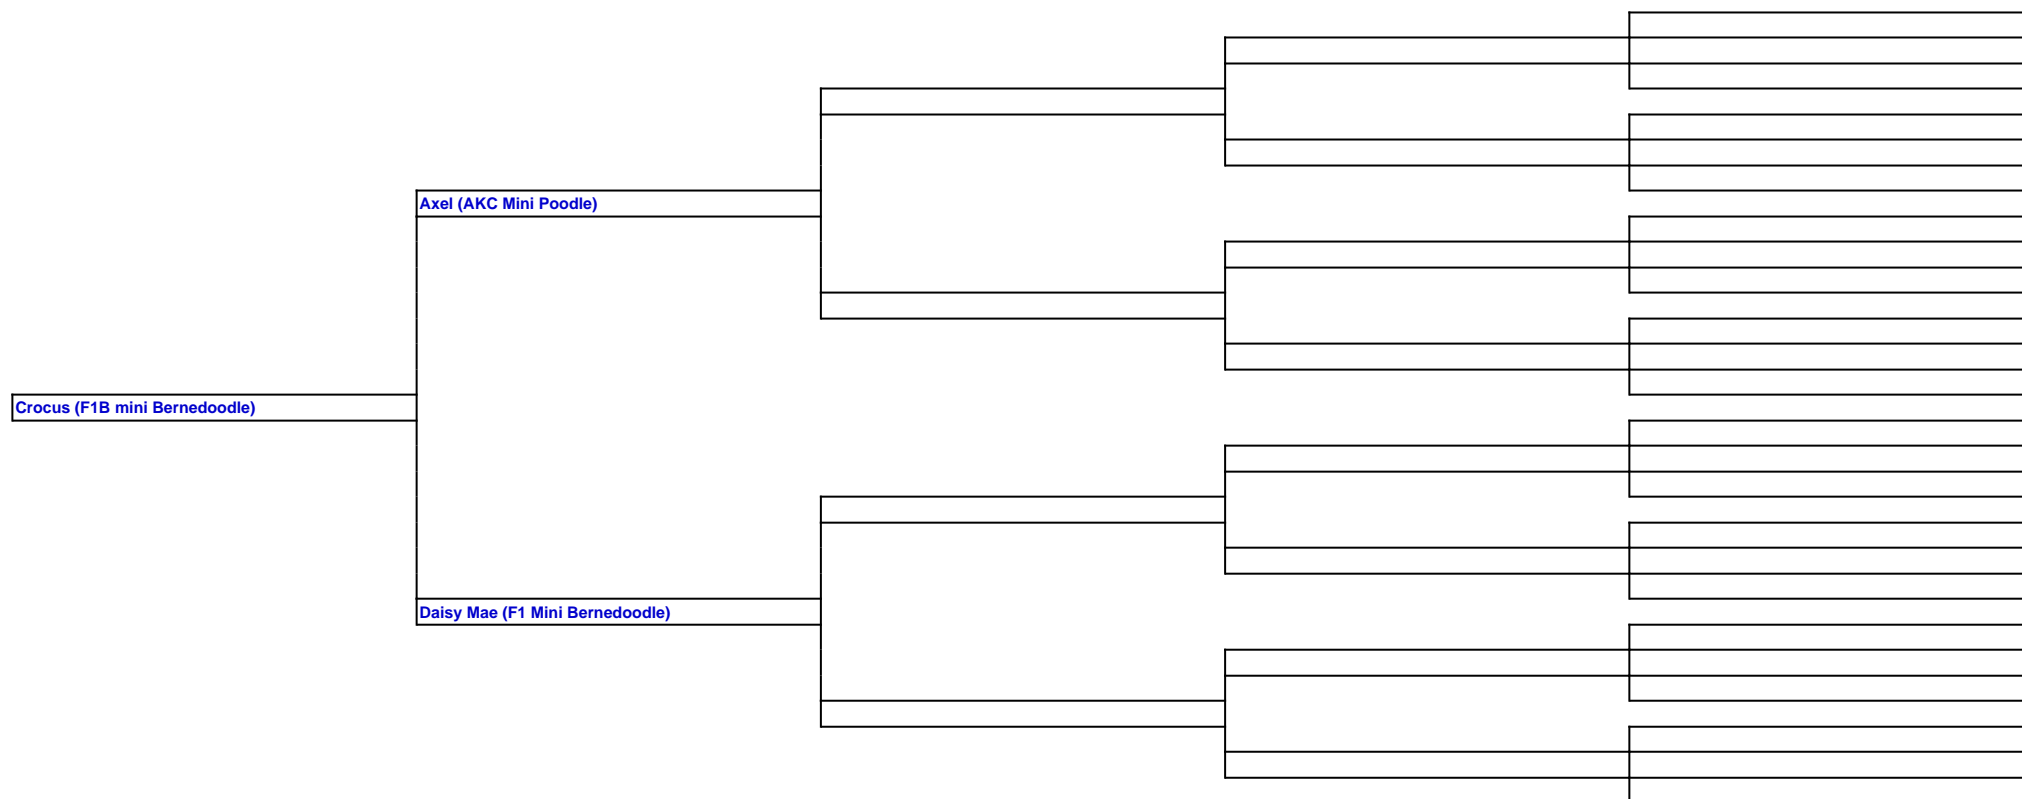 Axel (AKC Mini Poodle)
Crocus (F1B mini Bernedoodle)
Daisy Mae (F1 Mini Bernedoodle)